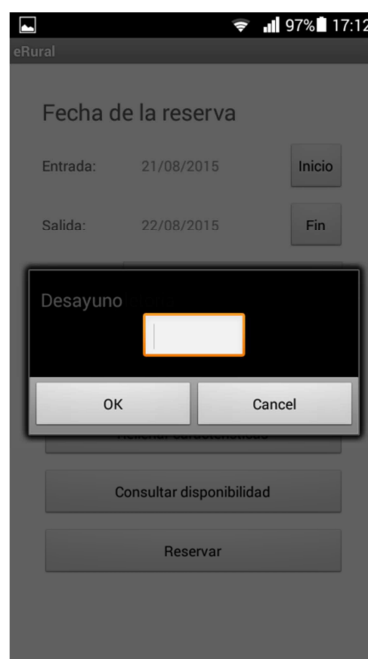 97% 17:12
eRural
Fecha de la reserva
Entrada: 21/08/2015 Inicio
Salida: 22/08/2015 Fin
Desayuno
OK Cancel
Consultar disponibilidad
Reservar